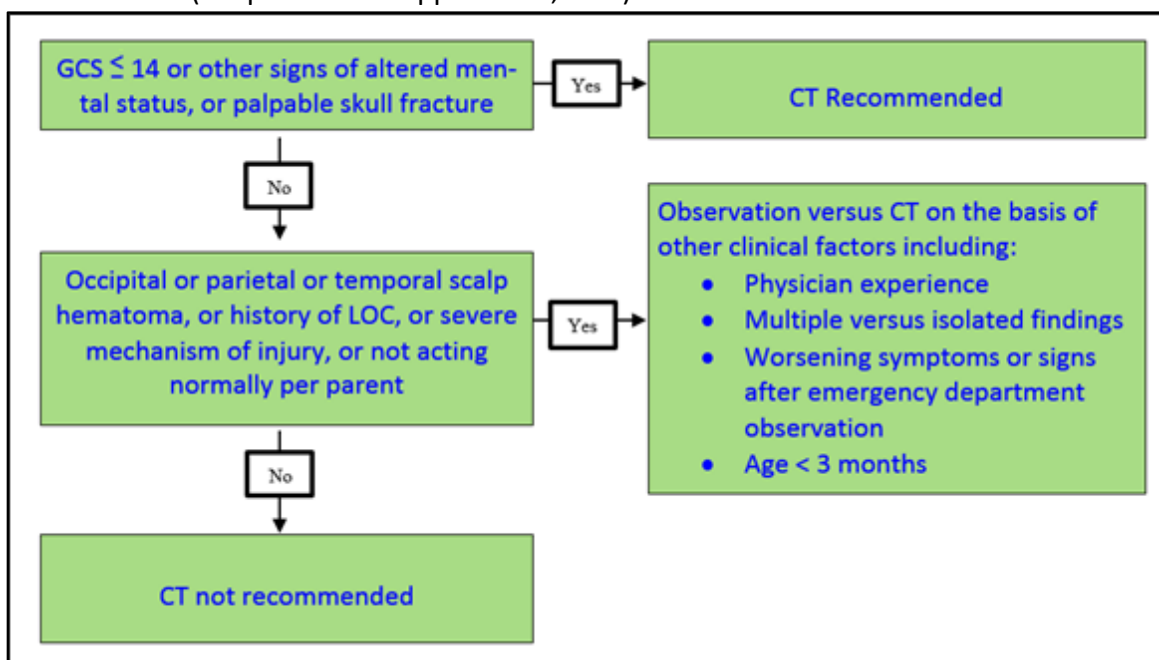 GCS ≤ 14 or other signs of altered men-
tal status, or palpable skull fracture
Yes
CT Recommended
No
Occipital or parietal or temporal scalp
hematoma, or history of LOC, or severe
mechanism of injury, or not acting
normally per parent
Yes
Observation versus CT on the basis of
other clinical factors including:
• Physician experience
• Multiple versus isolated findings
• Worsening symptoms or signs
after emergency department
observation
• Age < 3 months
No
CT not recommended